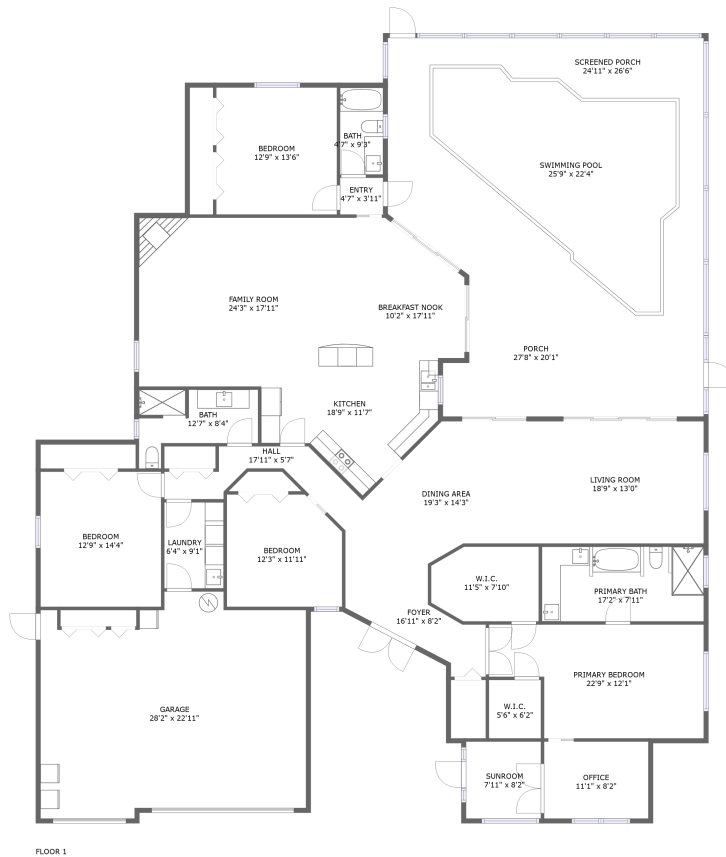 SCREENED PORCH
24'11" x 26'6"
BEDROOM
12'9" x 13'6"
BATH
4'7" x 9'3"
SWIMMING POOL
25'9" x 22'4"
ENTRY
4'7" x 3'11"
FAMILY ROOM
24'3" x 17'11"
BREAKFAST NOOK
10'2" x 17'11"
PORCH
27'8" x 20'1"
KITCHEN
18'9" x 11'7"
BATH
12'7" x 8'4"
HALL
17'11" x 5'7"
LIVING ROOM
18'9" x 13'0"
DINING AREA
19'3" x 14'3"
BEDROOM
12'9" x 14'4"
LAUNDRY
6'4" x 9'1"
BEDROOM
12'3" x 11'11"
W.I.C.
11'5" x 7'10"
PRIMARY BATH
17'2" x 7'11"
FOYER
16'11" x 8'2"
PRIMARY BEDROOM
22'9" x 12'1"
GARAGE
28'2" x 22'11"
W.I.C.
5'6" x 6'2"
SUNROOM
7'11" x 8'2"
OFFICE
11'1" x 8'2"
FLOOR 1